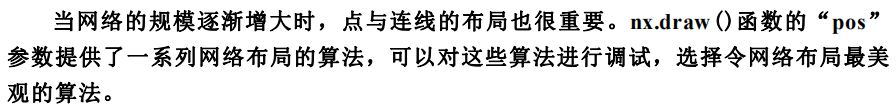 当网络的规模逐渐增大时，点与连线的布局也很重要。nx.draw()函数的“pos”
参数提供了一系列网络布局的算法，可以对这些算法进行调试，选择令网络布局最美
观的算法。